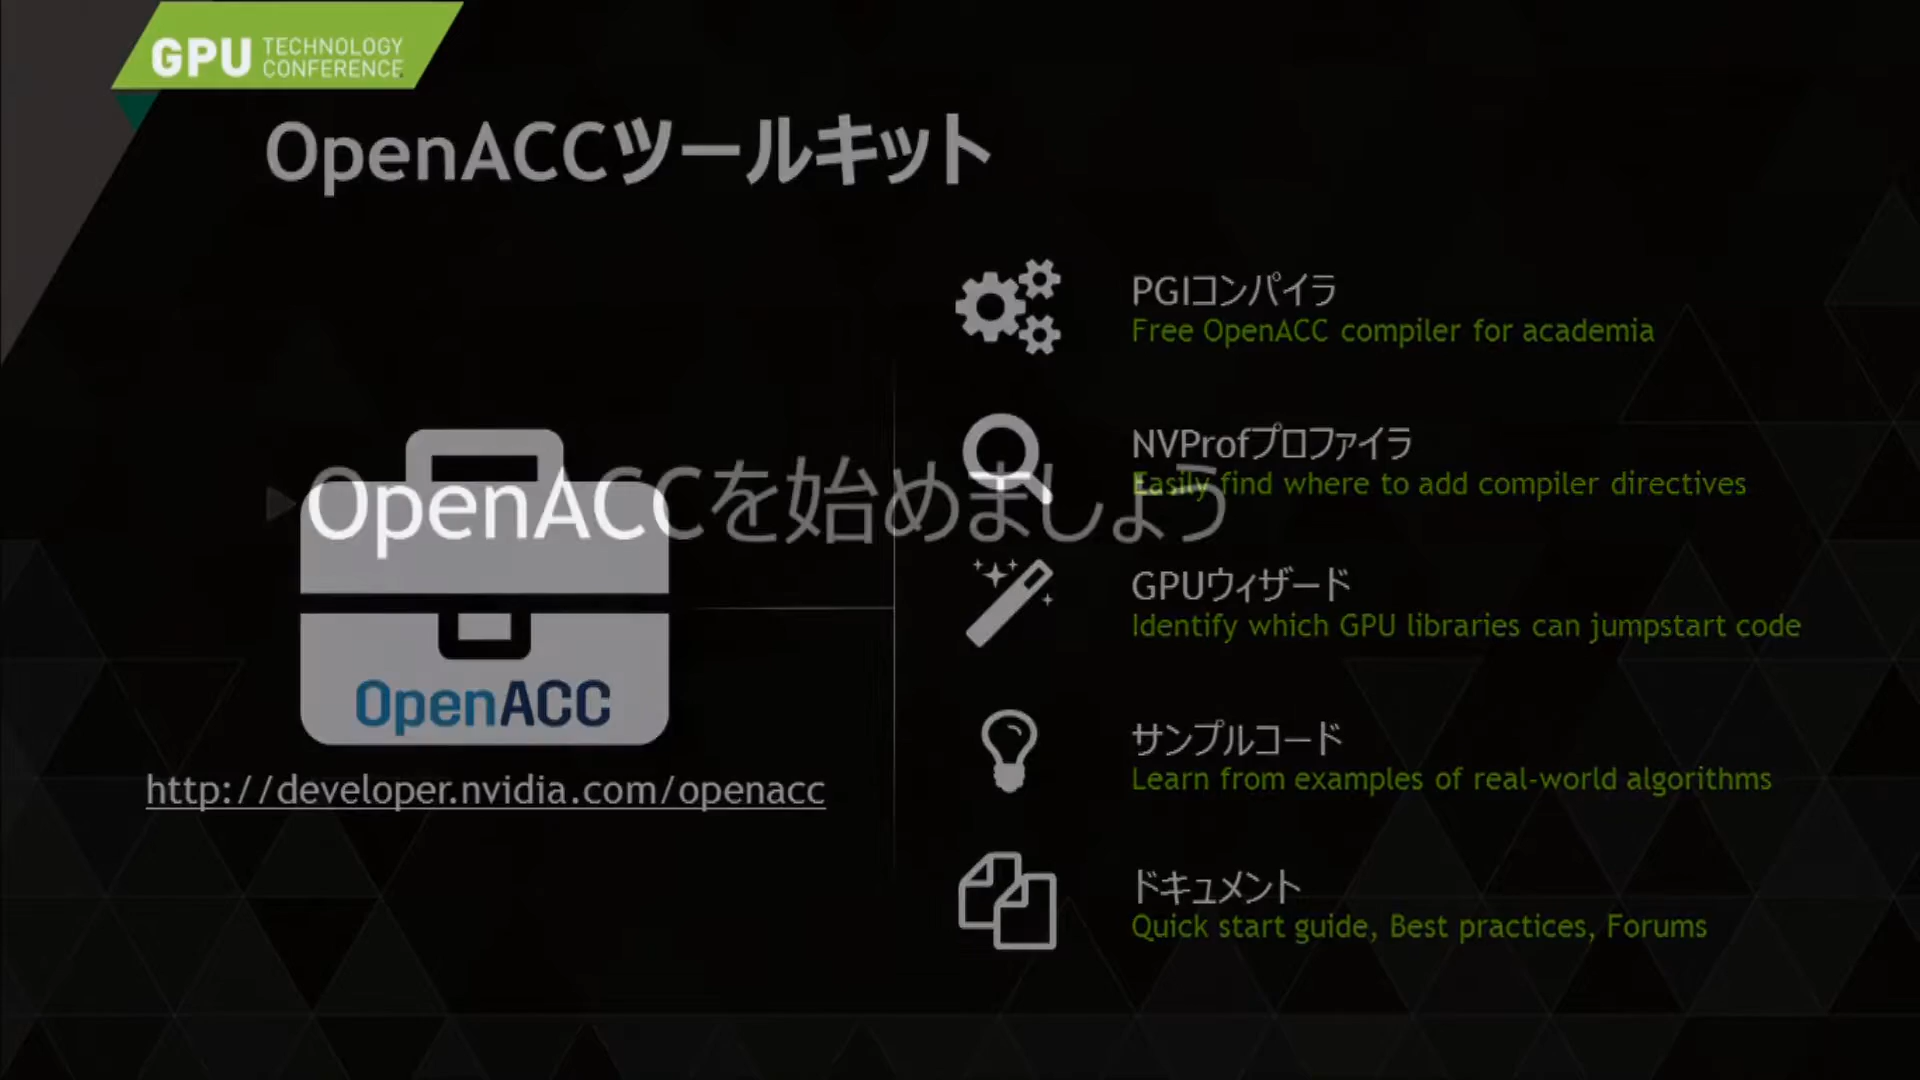 GPU TECHNOLOGY
CONFERENCE
OpenACCツールキット
PGIコンパイラ
Free OpenACC compiler for academia
NVProfプロファイラ
Easily find where to add compiler directives
OpenACCを始めましょう
GPUウィザード
Identify which GPU libraries can jumpstart code
OpenACC
サンプルコード
Learn from examples of real-world algorithms
http://developer.nvidia.com/openacc
ドキュメント
Quick start guide, Best practices, Forums